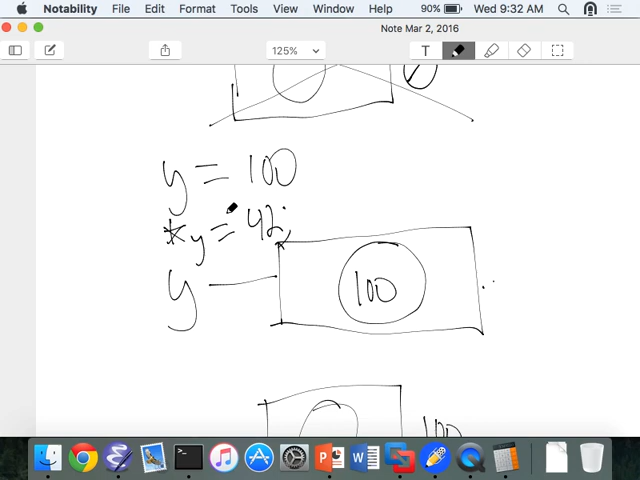 Notability File Edit Format Tools View Window Help 90% Wed 9:32 AM
Note Mar 2, 2016
125% T
y = 100
*y = 42;
y 100
100